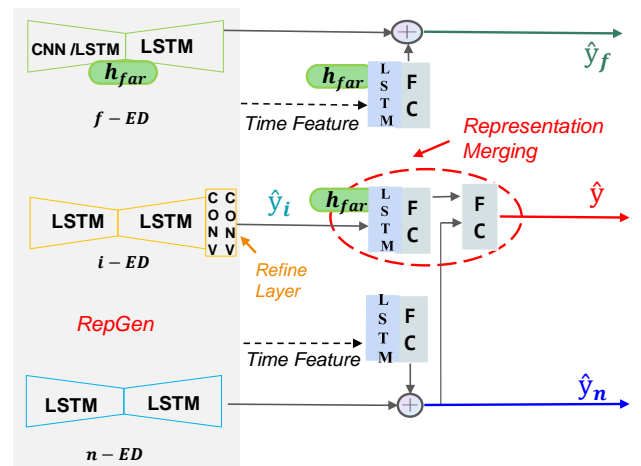 CNN /LSTM
LSTM
h_far
f − ED
h_far
L
S
T
M
F
C
ŷ_f
Time Feature
Representation
Merging
LSTM
LSTM
C
O
N
V
C
O
N
V
i − ED
ŷ_i
Refine
Layer
h_far
L
S
T
M
F
C
F
C
ŷ
RepGen
Time Feature
L
S
T
M
F
C
LSTM
LSTM
n − ED
ŷ_n